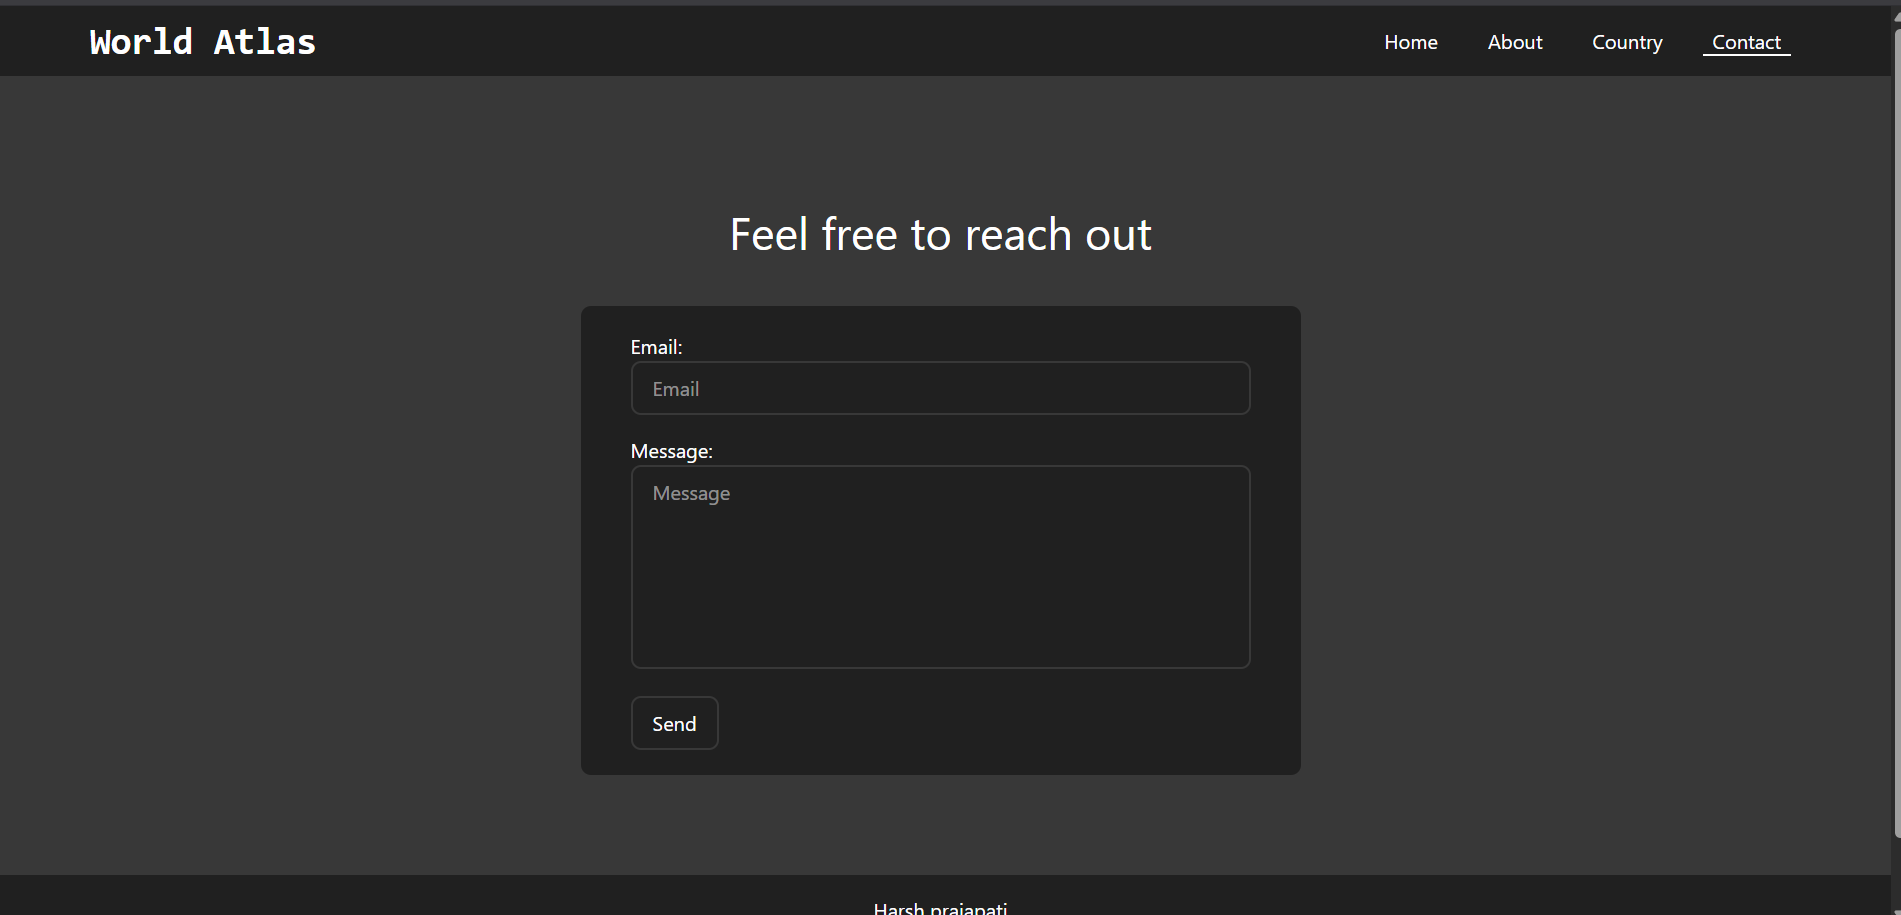 World Atlas
Home About Country Contact
Feel free to reach out
Email:
Email
Message:
Message
Send
Harsh prajapati